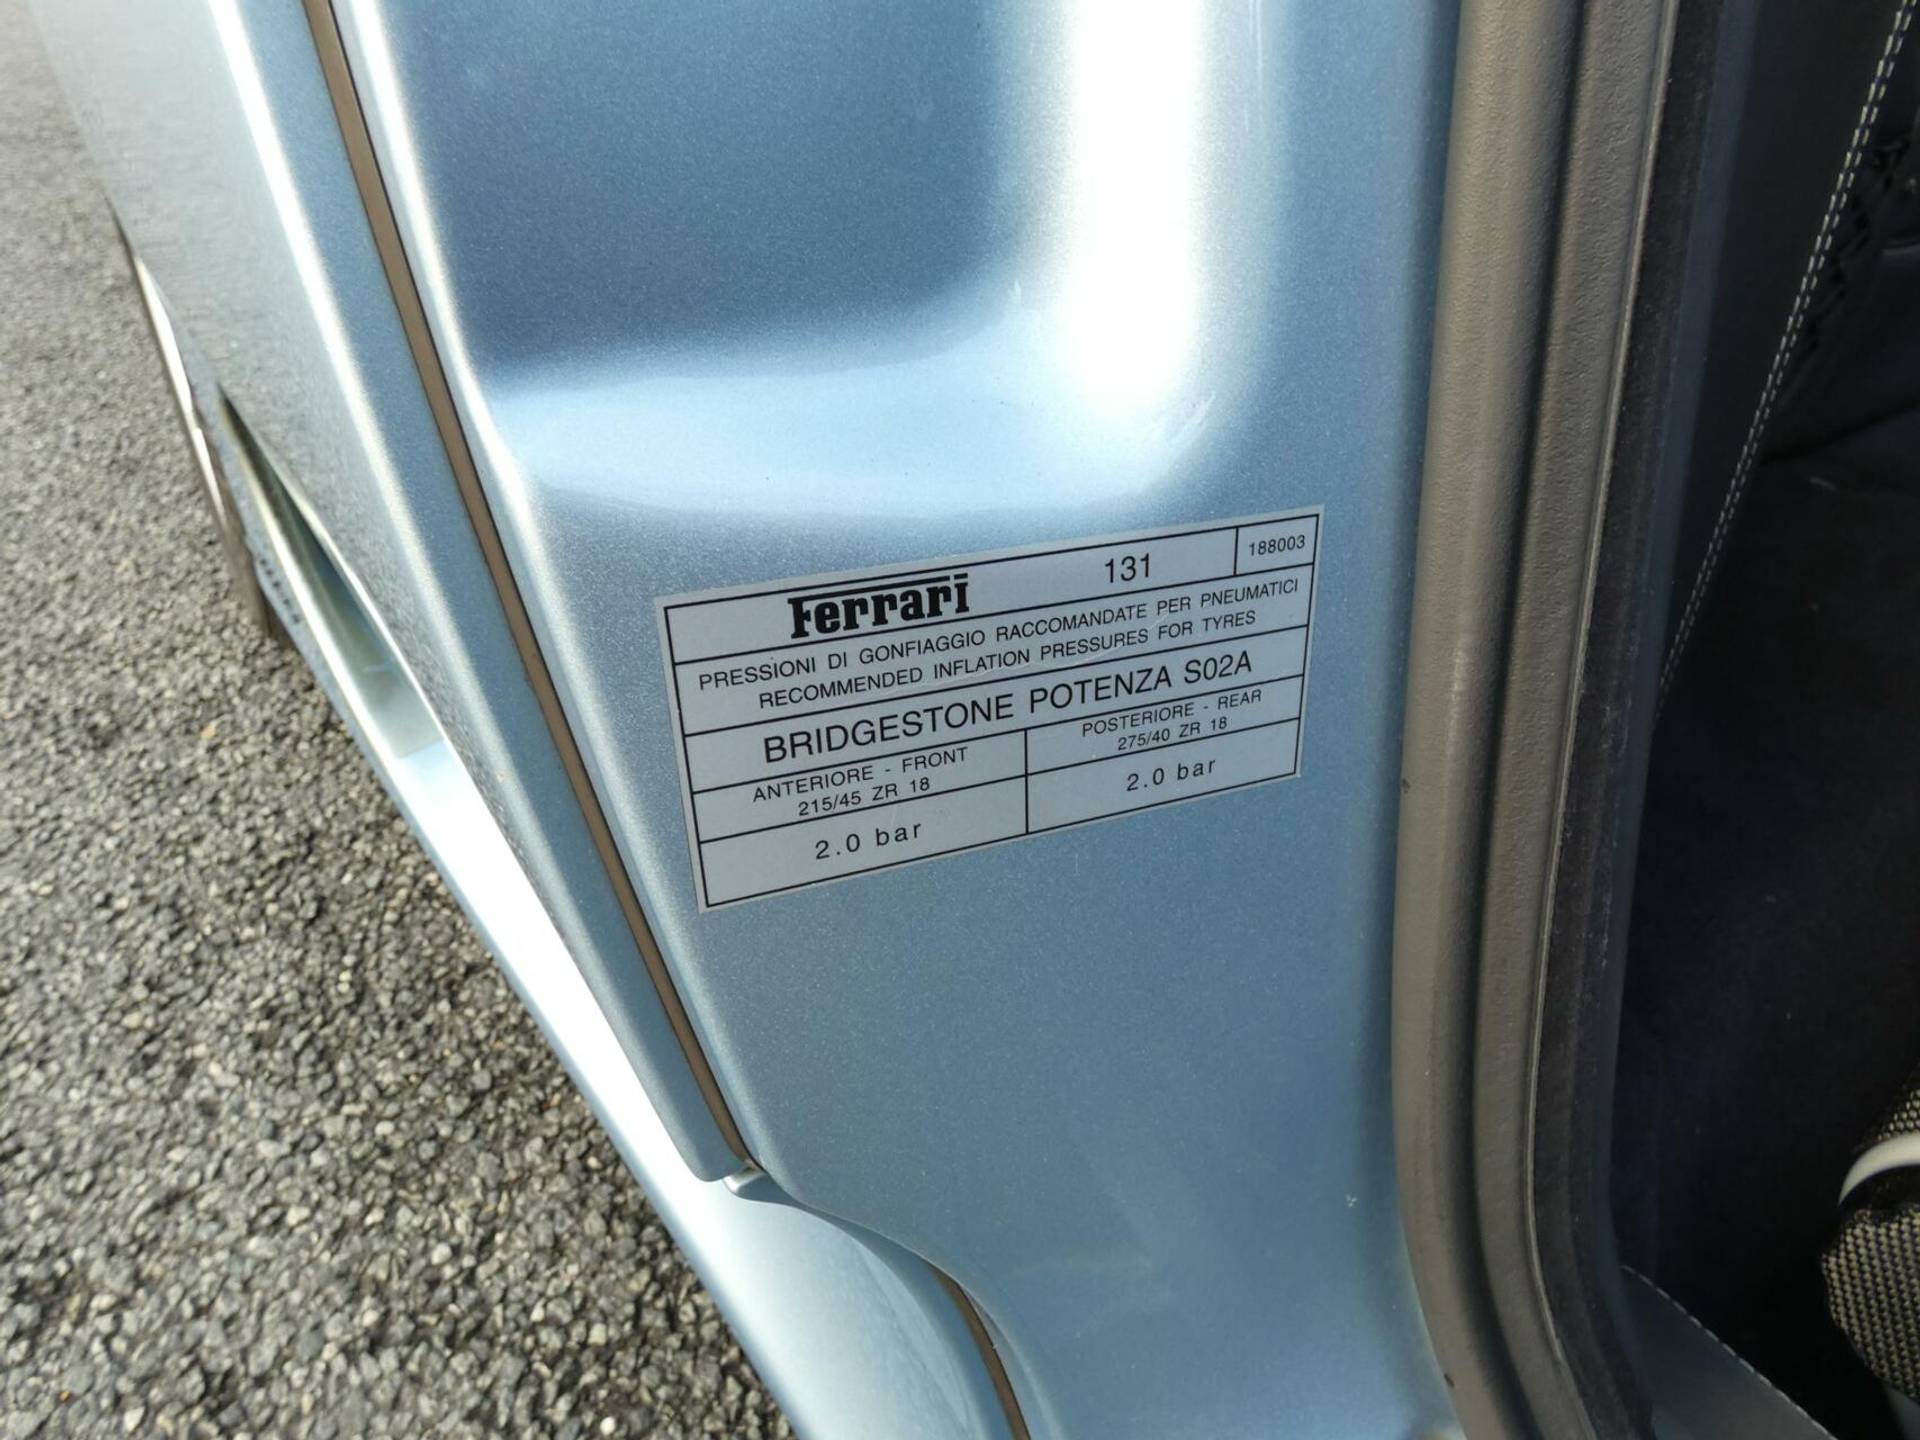 Ferrari 131 188003
PRESSIONI DI GONFIAGGIO RACCOMANDATE PER PNEUMATICI
RECOMMENDED INFLATION PRESSURES FOR TYRES
BRIDGESTONE POTENZA S02A
ANTERIORE - FRONT POSTERIORE - REAR
215/45 ZR 18 275/40 ZR 18
2.0 bar 2.0 bar